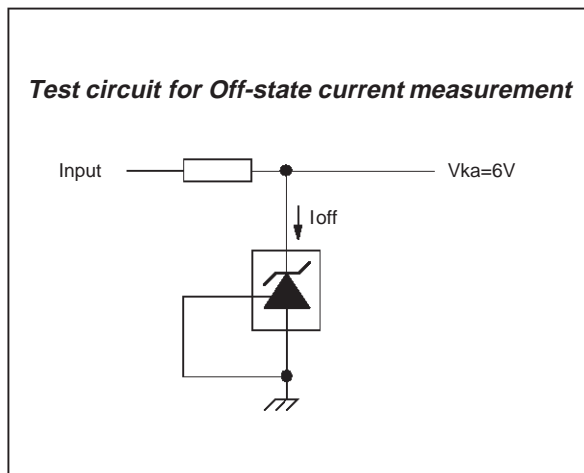 Test circuit for Off-state current measurement
Input
Vka=6V
Ioff